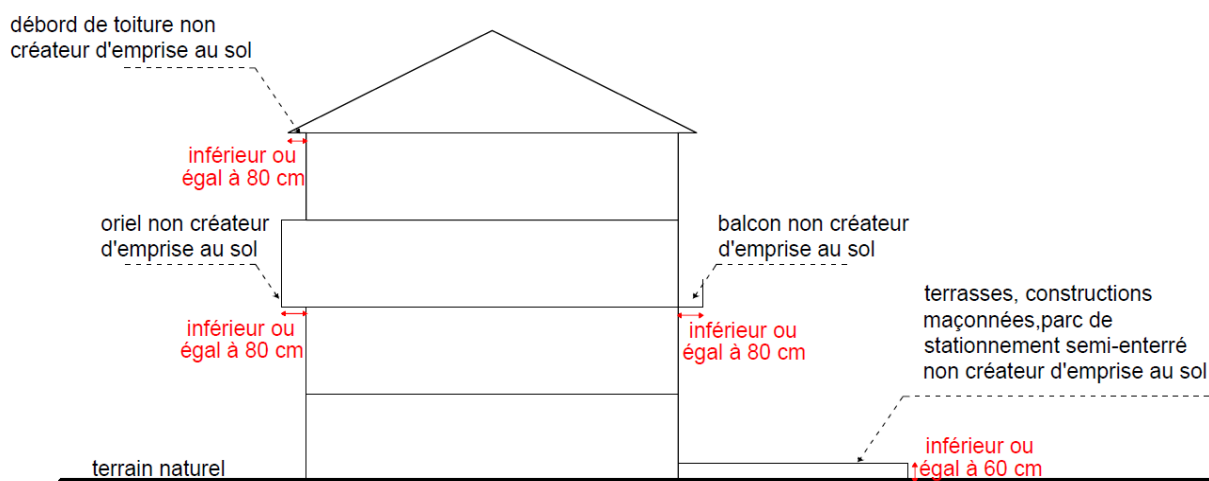 débord de toiture non
créateur d'emprise au sol
inférieur ou
égal à 80 cm
oriel non créateur
d'emprise au sol
balcon non créateur
d'emprise au sol
inférieur ou
égal à 80 cm
inférieur ou
égal à 80 cm
terrasses, constructions
maçonnées,parc de
stationnement semi-enterré
non créateur d'emprise au sol
terrain naturel
inférieur ou
égal à 60 cm